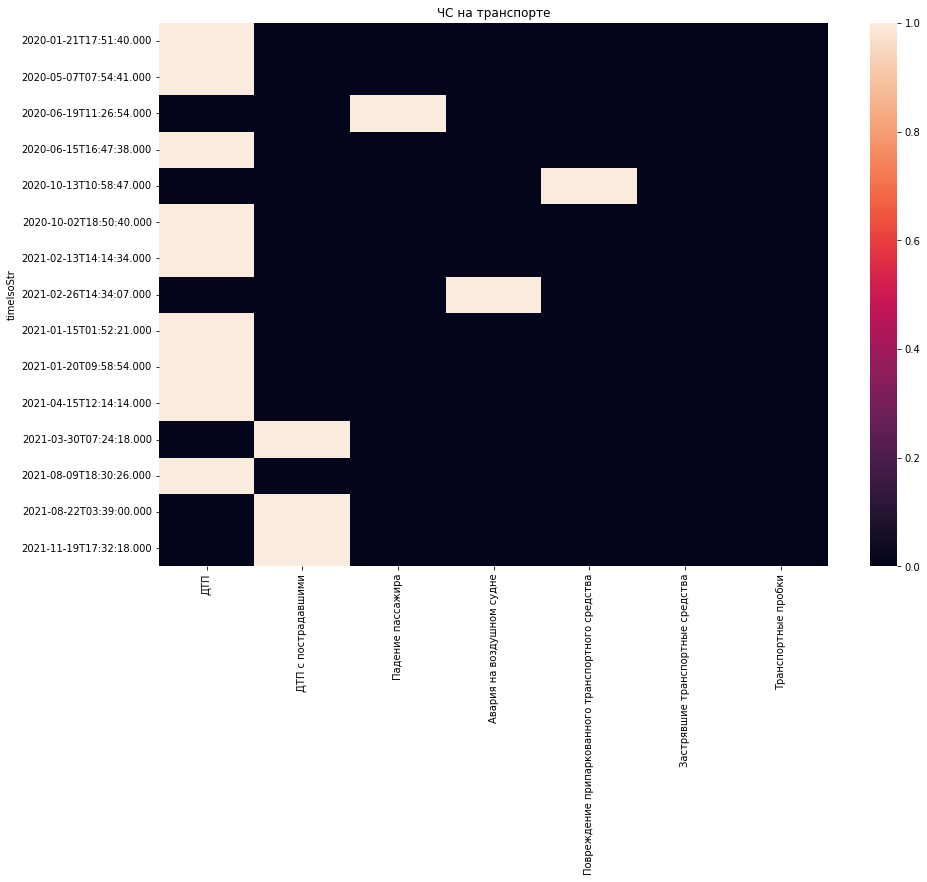 ЧС на транспорте
timeIsoStr
2020-01-21T17:51:40.000
2020-05-07T07:54:41.000
2020-06-19T11:26:54.000
2020-06-15T16:47:38.000
2020-10-13T10:58:47.000
2020-10-02T18:50:40.000
2021-02-13T14:14:34.000
2021-02-26T14:34:07.000
2021-01-15T01:52:21.000
2021-01-20T09:58:54.000
2021-04-15T12:14:14.000
2021-03-30T07:24:18.000
2021-08-09T18:30:26.000
2021-08-22T03:39:00.000
2021-11-19T17:32:18.000
ДТП
ДТП с пострадавшими
Падение пассажира
Авария на воздушном судне
Повреждение припаркованного транспортного средства
Застрявшие транспортные средства
Транспортные пробки
1.0
0.8
0.6
0.4
0.2
0.0